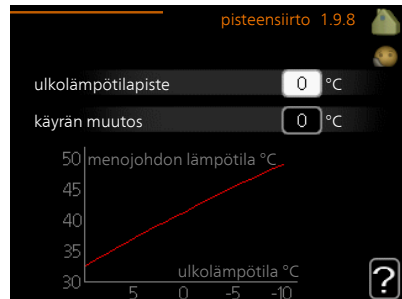 pisteensiirto 1.9.8
ulkolämpötilapiste 0 °C
käyrän muutos 0 °C
50 menojohdon lämpötila °C
45
40
35
30
ulkolämpötila °C
5 0 -5 -10
?